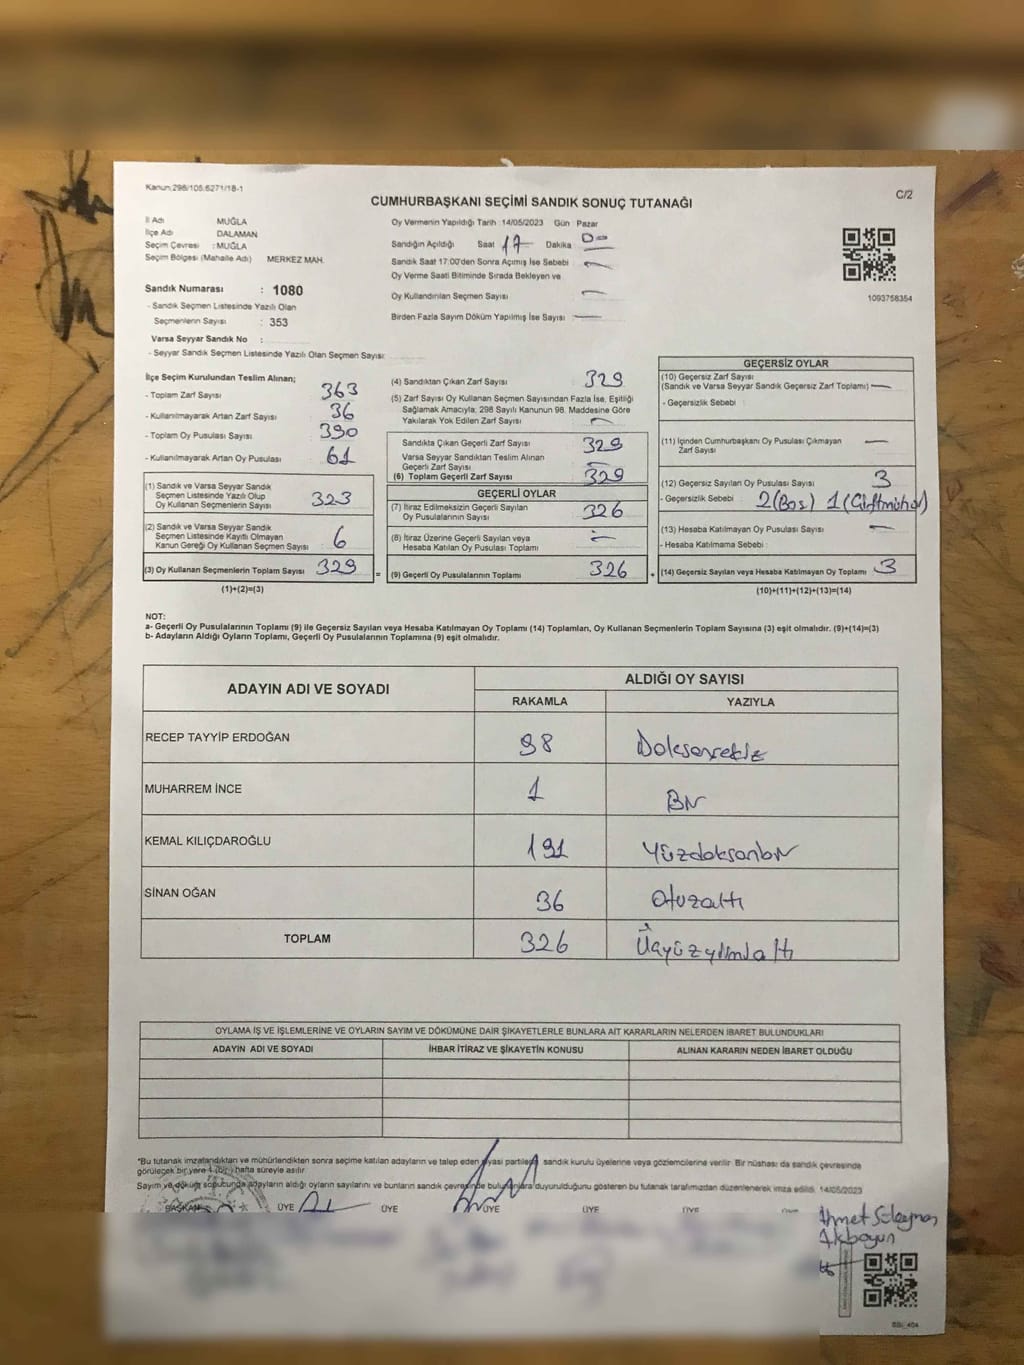 Kanun:298/105,6271/18-1
C/2
CUMHURBAŞKANI SEÇİMİ SANDIK SONUÇ TUTANAĞI
İl Adı MUĞLA
İlçe Adı DALAMAN
Seçim Çevresi : MUĞLA
Seçim Bölgesi (Mahalle Adı) MERKEZ MAH.
Sandık Numarası : 1080
- Sandık Seçmen Listesinde Yazılı Olan
Seçmenlerin Sayısı : 353
Varsa Seyyar Sandık No :
- Seyyar Sandık Seçmen Listesinde Yazılı Olan Seçmen Sayısı:
Oy Vermenin Yapıldığı Tarih :14/05/2023 Gün Pazar
Sandığın Açıldığı Saat 17 Dakika 00
Sandık Saat 17:00'den Sonra Açımış İse Sebebi —
Oy Verme Saati Bitiminde Sırada Bekleyen ve
Oy Kullandırılan Seçmen Sayısı —
Birden Fazla Sayım Döküm Yapılmış İse Sayısı —
1093758354
İlçe Seçim Kurulundan Teslim Alınan;
- Toplam Zarf Sayısı 363
- Kullanılmayarak Artan Zarf Sayısı 36
- Toplam Oy Pusulası Sayısı 390
- Kullanılmayarak Artan Oy Pusulası 61
(1) Sandık ve Varsa Seyyar Sandık
Seçmen Listesinde Yazılı Olup
Oy Kullanan Seçmenlerin Sayısı 323
(2) Sandık ve Varsa Seyyar Sandık
Seçmen Listesinde Kayıtlı Olmayan
Kanun Gereği Oy Kullanan Seçmen Sayısı 6
(3) Oy Kullanan Seçmenlerin Toplam Sayısı 329 =
(1)+(2)=(3)
(4) Sandıktan Çıkan Zarf Sayısı 329
(5) Zarf Sayısı Oy Kullanan Seçmen Sayısından Fazla İse, Eşitliği
Sağlamak Amacıyla; 298 Sayılı Kanunun 98. Maddesine Göre
Yakılarak Yok Edilen Zarf Sayısı —
Sandıkta Çıkan Geçerli Zarf Sayısı 329
Varsa Seyyar Sandıktan Teslim Alınan
Geçerli Zarf Sayısı —
(6) Toplam Geçerli Zarf Sayısı 329
GEÇERLİ OYLAR
(7) İtiraz Edilmeksizin Geçerli Sayılan
Oy Pusulalarının Sayısı 326
(8) İtiraz Üzerine Geçerli Sayılan veya
Hesaba Katılan Oy Pusulası Toplamı —
(9) Geçerli Oy Pusulalarının Toplamı 326 +
GEÇERSİZ OYLAR
(10) Geçersiz Zarf Sayısı
(Sandık ve Varsa Seyyar Sandık Geçersiz Zarf Toplamı) —
- Geçersizlik Sebebi :
(11) İçinden Cumhurbaşkanı Oy Pusulası Çıkmayan
Zarf Sayısı —
(12) Geçersiz Sayılan Oy Pusulası Sayısı 3
- Geçersizlik Sebebi 2(Boş) 1(Çiftmühür)
(13) Hesaba Katılmayan Oy Pusulası Sayısı —
- Hesaba Katılmama Sebebi :
(14) Geçersiz Sayılan veya Hesaba Katılmayan Oy Toplamı 3
(10)+(11)+(12)+(13)=(14)
NOT:
a- Geçerli Oy Pusulalarının Toplamı (9) ile Geçersiz Sayılan veya Hesaba Katılmayan Oy Toplamı (14) Toplamları, Oy Kullanan Seçmenlerin Toplam Sayısına (3) eşit olmalıdır. (9)+(14)=(3)
b- Adayların Aldığı Oyların Toplamı, Geçerli Oy Pusulalarının Toplamına (9) eşit olmalıdır.
ADAYIN ADI VE SOYADI ALDIĞI OY SAYISI
RAKAMLA YAZIYLA
RECEP TAYYİP ERDOĞAN 98 Doksansekiz
MUHARREM İNCE 1 Bir
KEMAL KILIÇDAROĞLU 191 Yüzdoksanbir
SİNAN OĞAN 36 Otuzaltı
TOPLAM 326 Üçyüzyirmialtı
OYLAMA İŞ VE İŞLEMLERİNE VE OYLARIN SAYIM VE DÖKÜMÜNE DAİR ŞİKAYETLERLE BUNLARA AİT KARARLARIN NELERDEN İBARET BULUNDUKLARI
ADAYIN ADI VE SOYADI İHBAR İTİRAZ VE ŞİKAYETİN KONUSU ALINAN KARARIN NEDEN İBARET OLDUĞU
*Bu tutanak imzalandıktan ve mühürlendikten sonra seçime katılan adayların ve talep eden siyasi partilerin sandık kurulu üyelerine veya gözlemcilerine verilir. Bir nüshası da sandık çevresinde
görülecek bir yere 1 (bir) hafta süreyle asılır.
Sayım ve döküm sonucunda adayların aldığı oyların sayılarını ve bunların sandık çevresinde bulunanlara duyurulduğunu gösteren bu tutanak tarafımızdan düzenlenerek imza edildi. 14/05/2023
BAŞKAN ÜYE ÜYE ÜYE ÜYE ÜYE
Ahmet Süleyman
Akboyun